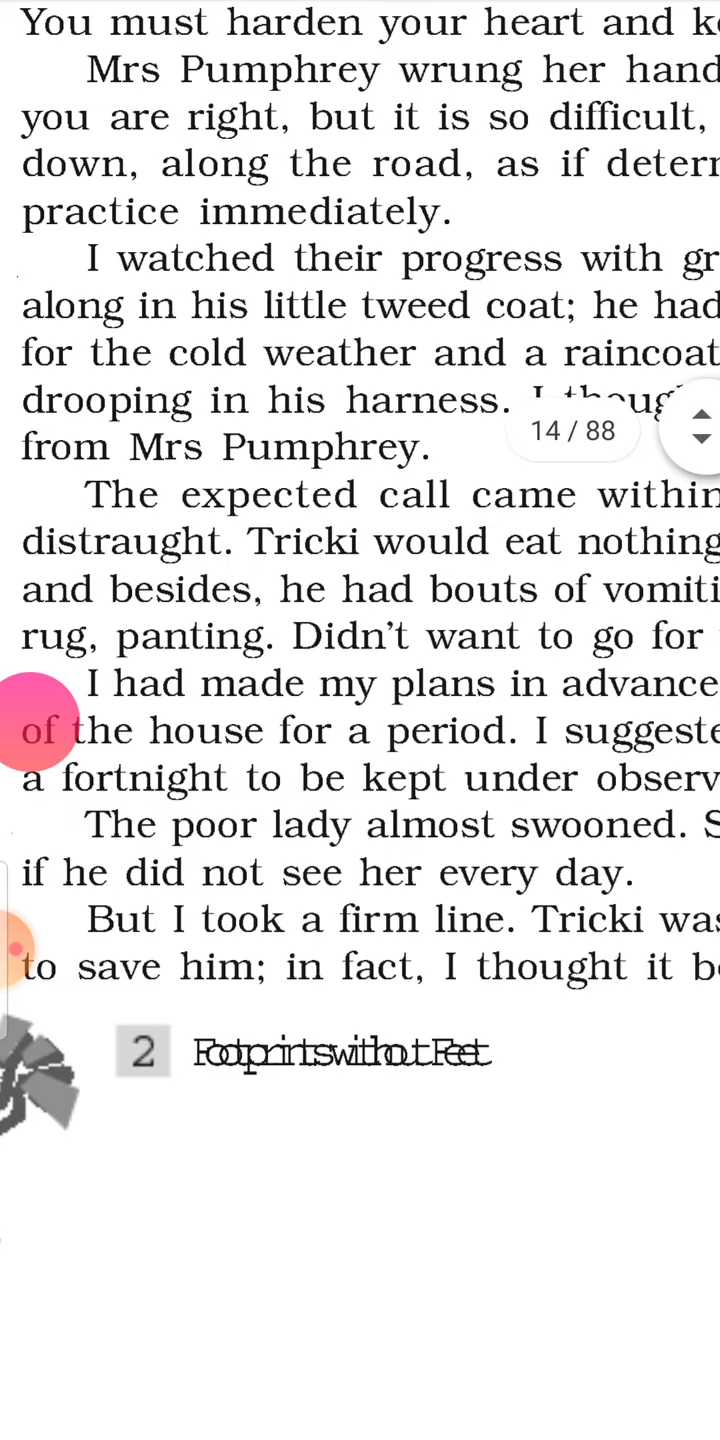 You must harden your heart and k
Mrs Pumphrey wrung her hand
you are right, but it is so difficult,
down, along the road, as if deter
practice immediately.
I watched their progress with gr
along in his little tweed coat; he had
for the cold weather and a raincoat
drooping in his harness. I thoug
14 / 88
from Mrs Pumphrey.
The expected call came within
distraught. Tricki would eat nothing
and besides, he had bouts of vomiti
rug, panting. Didn't want to go for
I had made my plans in advance
of the house for a period. I suggeste
a fortnight to be kept under observ
The poor lady almost swooned. S
if he did not see her every day.
But I took a firm line. Tricki was
to save him; in fact, I thought it b
2 Footprints without Feet